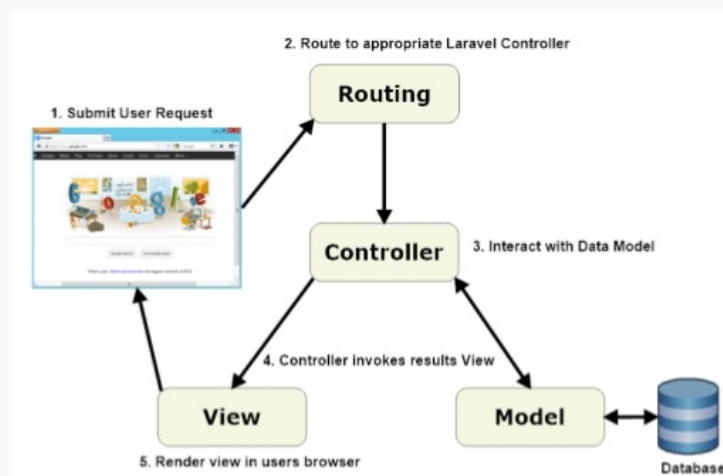 2. Route to appropriate Laravel Controller
Routing
1. Submit User Request
Google
Controller
3. Interact with Data Model
4. Controller invokes results View
View
Model
5. Render view in users browser
Database